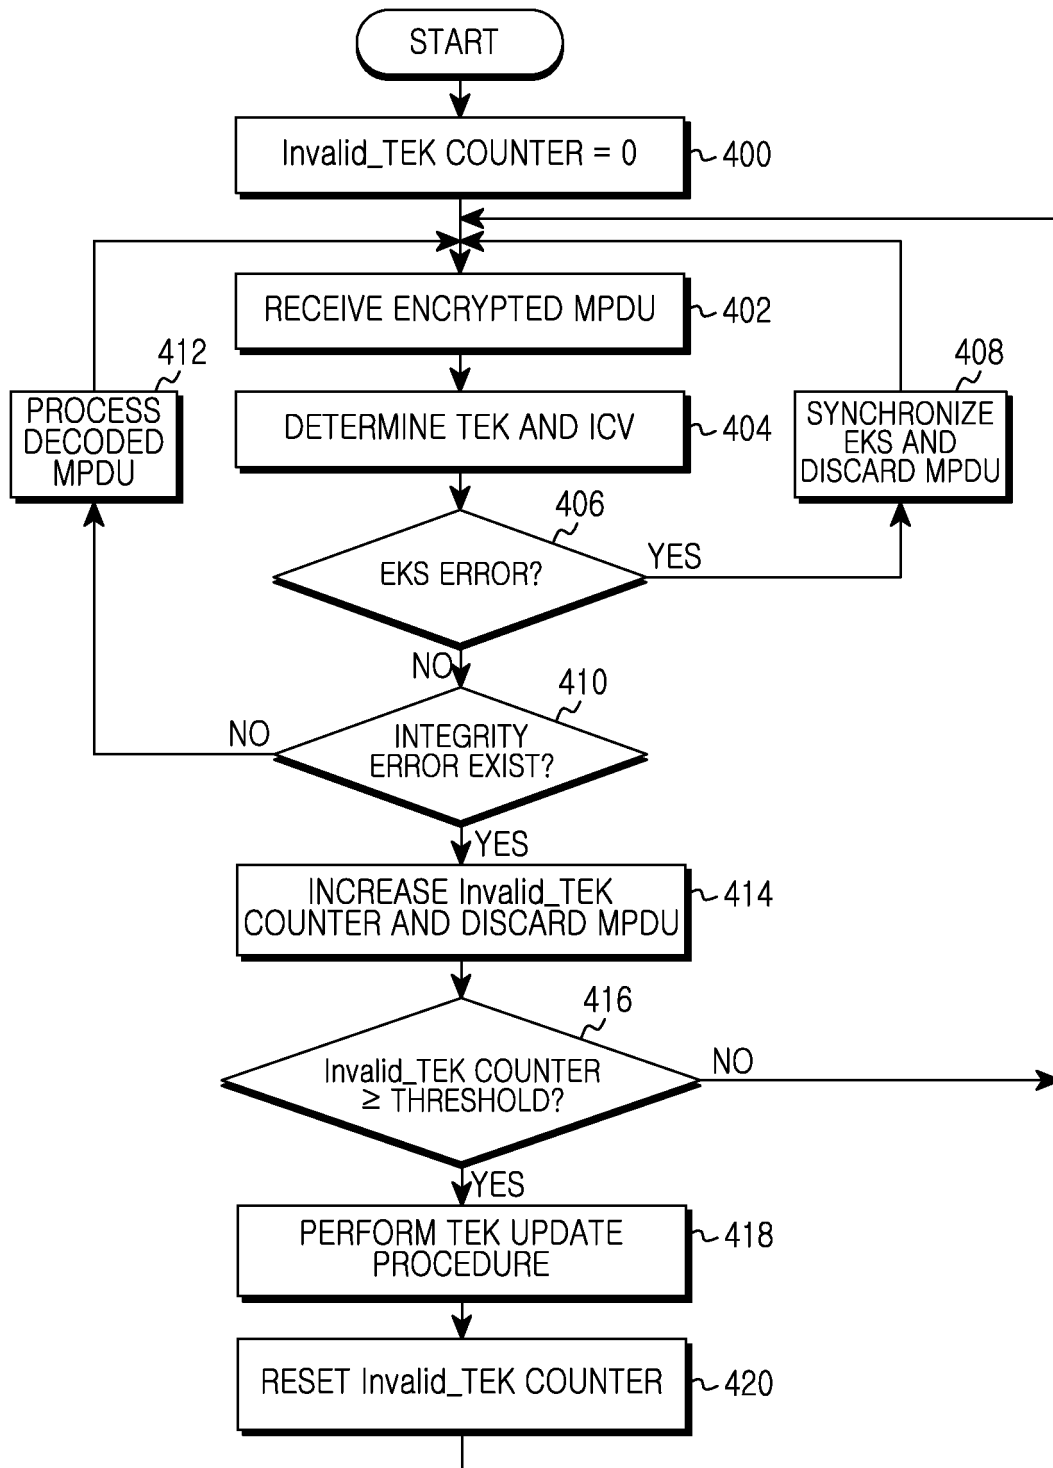 START
Invalid_TEK COUNTER = 0
400
RECEIVE ENCRYPTED MPDU
402
412
PROCESS
DECODED
MPDU
DETERMINE TEK AND ICV
404
408
SYNCHRONIZE
EKS AND
DISCARD MPDU
406
EKS ERROR?
YES
NO
410
INTEGRITY
ERROR EXIST?
NO
YES
INCREASE Invalid_TEK
COUNTER AND DISCARD MPDU
414
416
Invalid_TEK COUNTER
≥ THRESHOLD?
NO
YES
PERFORM TEK UPDATE
PROCEDURE
418
RESET Invalid_TEK COUNTER
420